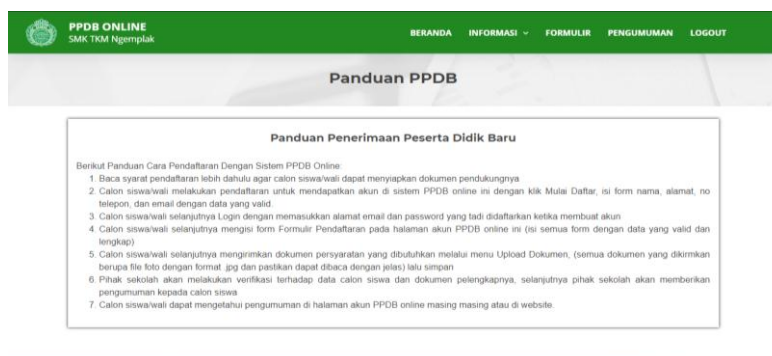 PPDB ONLINE
SMK TKM Ngemplak
BERANDA INFORMASI FORMULIR PENGUMUMAN LOGOUT
Panduan PPDB
Panduan Penerimaan Peserta Didik Baru
Berikut Panduan Cara Pendaftaran Dengan Sistem PPDB Online:
1. Baca syarat pendaftaran lebih dahulu agar calon siswa/wali dapat menyiapkan dokumen pendukungnya
2. Calon siswa/wali melakukan pendaftaran untuk mendapatkan akun di sistem PPDB online ini dengan klik Mulai Daftar, isi form nama, alamat, no
telepon, dan email dengan data yang valid.
3. Calon siswa/wali selanjutnya Login dengan memasukkan alamat email dan password yang tadi didaftarkan ketika membuat akun
4. Calon siswa/wali selanjutnya mengisi form Formulir Pendaftaran pada halaman akun PPDB online ini (isi semua form dengan data yang valid dan
lengkap)
5. Calon siswa/wali selanjutnya mengirimkan dokumen persyaratan yang dibutuhkan melalui menu Upload Dokumen, (semua dokumen yang dikirmkan
berupa file foto dengan format .jpg dan pastikan dapat dibaca dengan jelas) lalu simpan
6. Pihak sekolah akan melakukan verifikasi terhadap data calon siswa dan dokumen pelengkapnya, selanjutnya pihak sekolah akan memberikan
pengumuman kepada calon siswa
7. Calon siswa/wali dapat mengetahui pengumuman di halaman akun PPDB online masing masing atau di website.